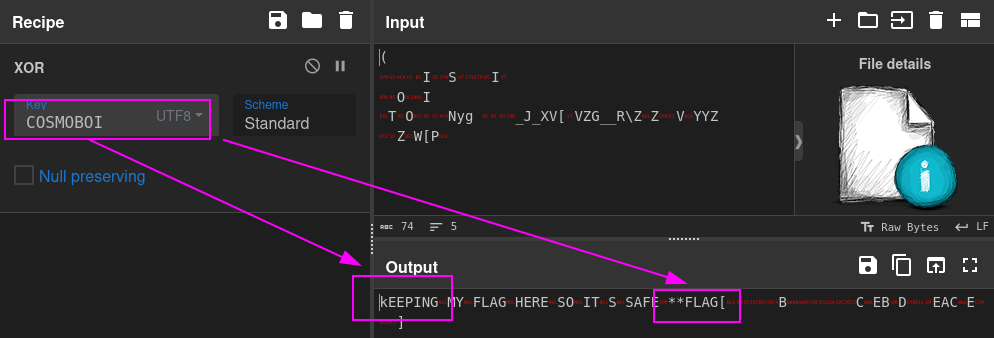 Recipe
Input
XOR
Key
COSMOBOI
UTF8
Scheme
Standard
Null preserving
(
I S I
O I
T O Nyg _J_XV[ VZG__R\Z Z V YYZ
Z W[P
File details
ABC 74 5
Raw Bytes LF
Output
kEEPING MY FLAG HERE SO IT S SAFE **FLAG[ B C EB D EAC E
]